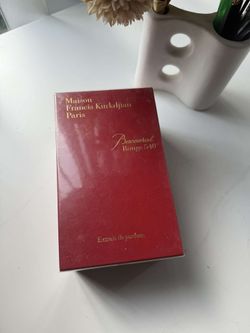 Maison
Francis Kurkdjian
Paris
Baccarat
Rouge 540
Extrait de parfum